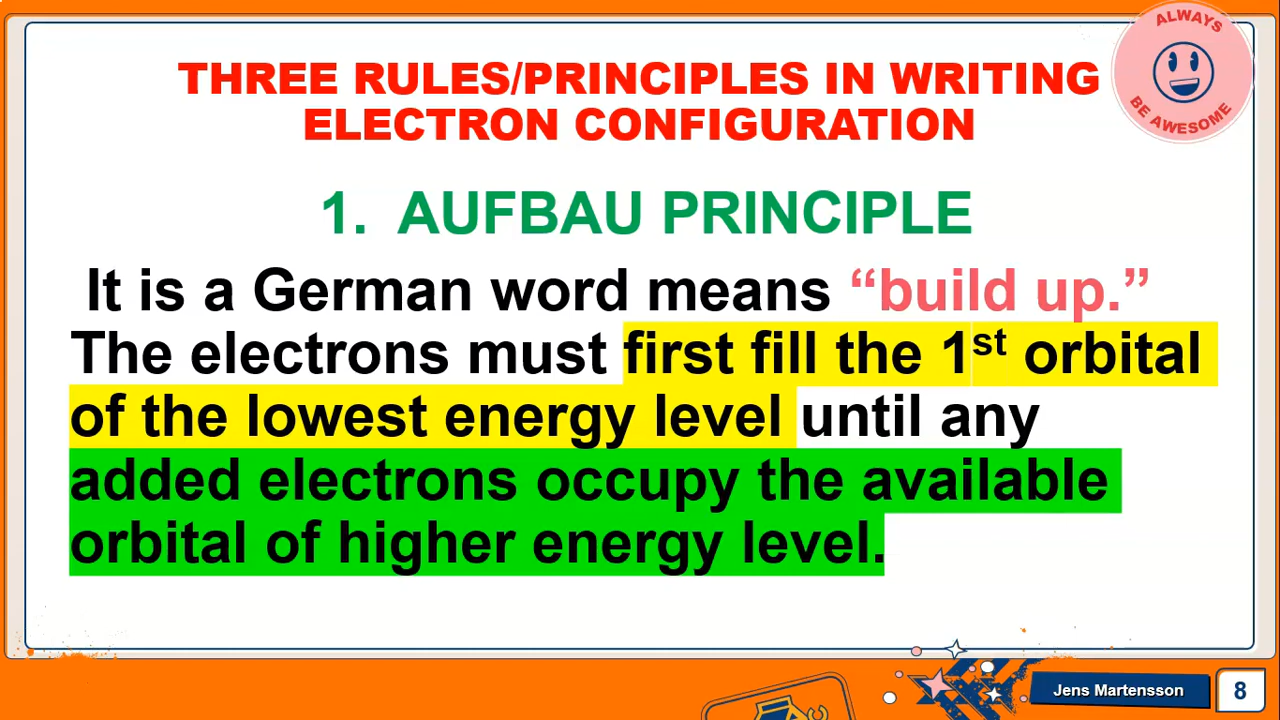 ALWAYS
BE AWESOME
THREE RULES/PRINCIPLES IN WRITING
ELECTRON CONFIGURATION
1. AUFBAU PRINCIPLE
It is a German word means “build up.”
The electrons must first fill the 1st orbital
of the lowest energy level until any
added electrons occupy the available
orbital of higher energy level.
Jens Martensson
8